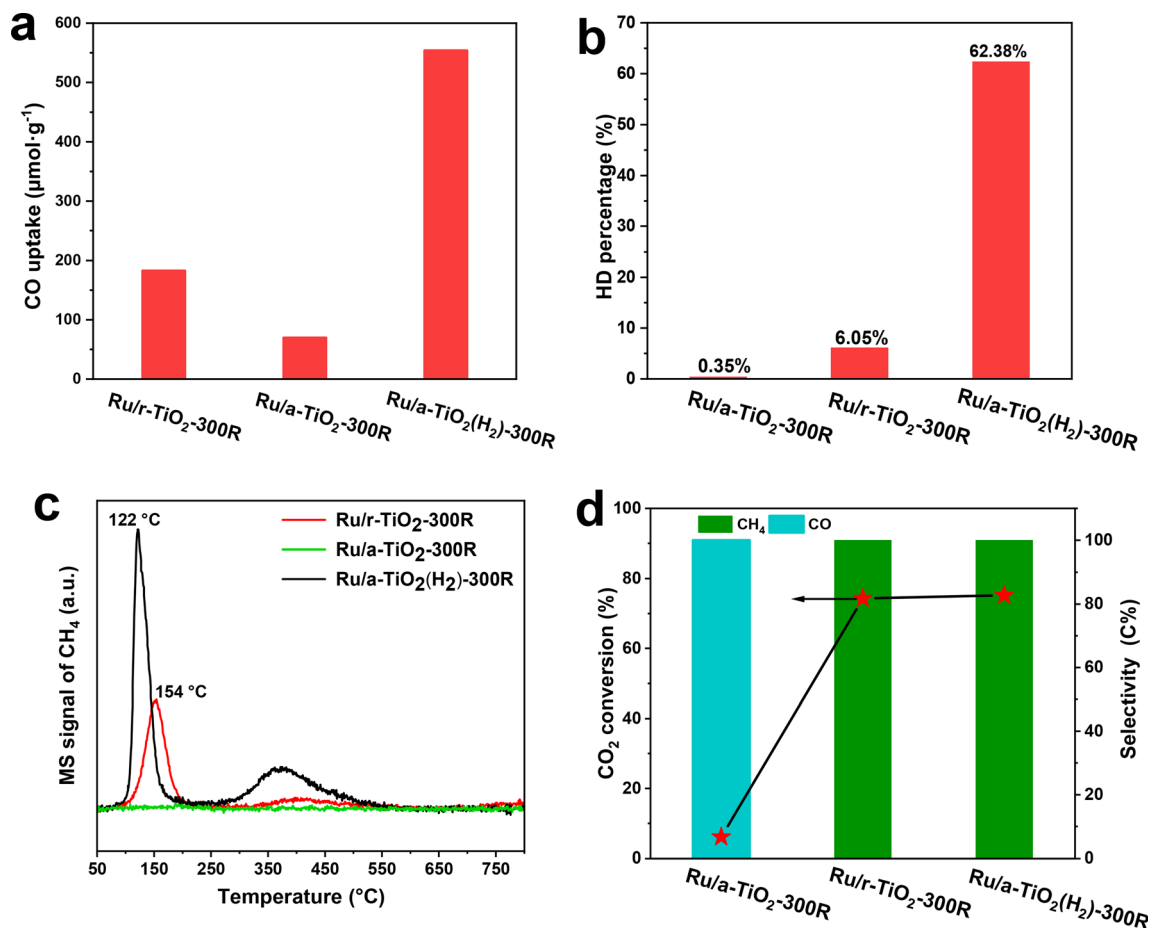 a
600
500
400
300
200
100
0
CO uptake (μmol·g⁻¹)
Ru/r-TiO₂-300R
Ru/a-TiO₂-300R
Ru/a-TiO₂(H₂)-300R
b
70
60
50
40
30
20
10
0
HD percentage (%)
0.35%
6.05%
62.38%
Ru/a-TiO₂-300R
Ru/r-TiO₂-300R
Ru/a-TiO₂(H₂)-300R
c
122 °C
154 °C
Ru/r-TiO₂-300R
Ru/a-TiO₂-300R
Ru/a-TiO₂(H₂)-300R
MS signal of CH₄ (a.u.)
50 150 250 350 450 550 650 750
Temperature (°C)
d
CH₄ CO
100
80
60
40
20
0
CO₂ conversion (%)
100
80
60
40
20
0
Selectivity (C%)
Ru/a-TiO₂-300R
Ru/r-TiO₂-300R
Ru/a-TiO₂(H₂)-300R